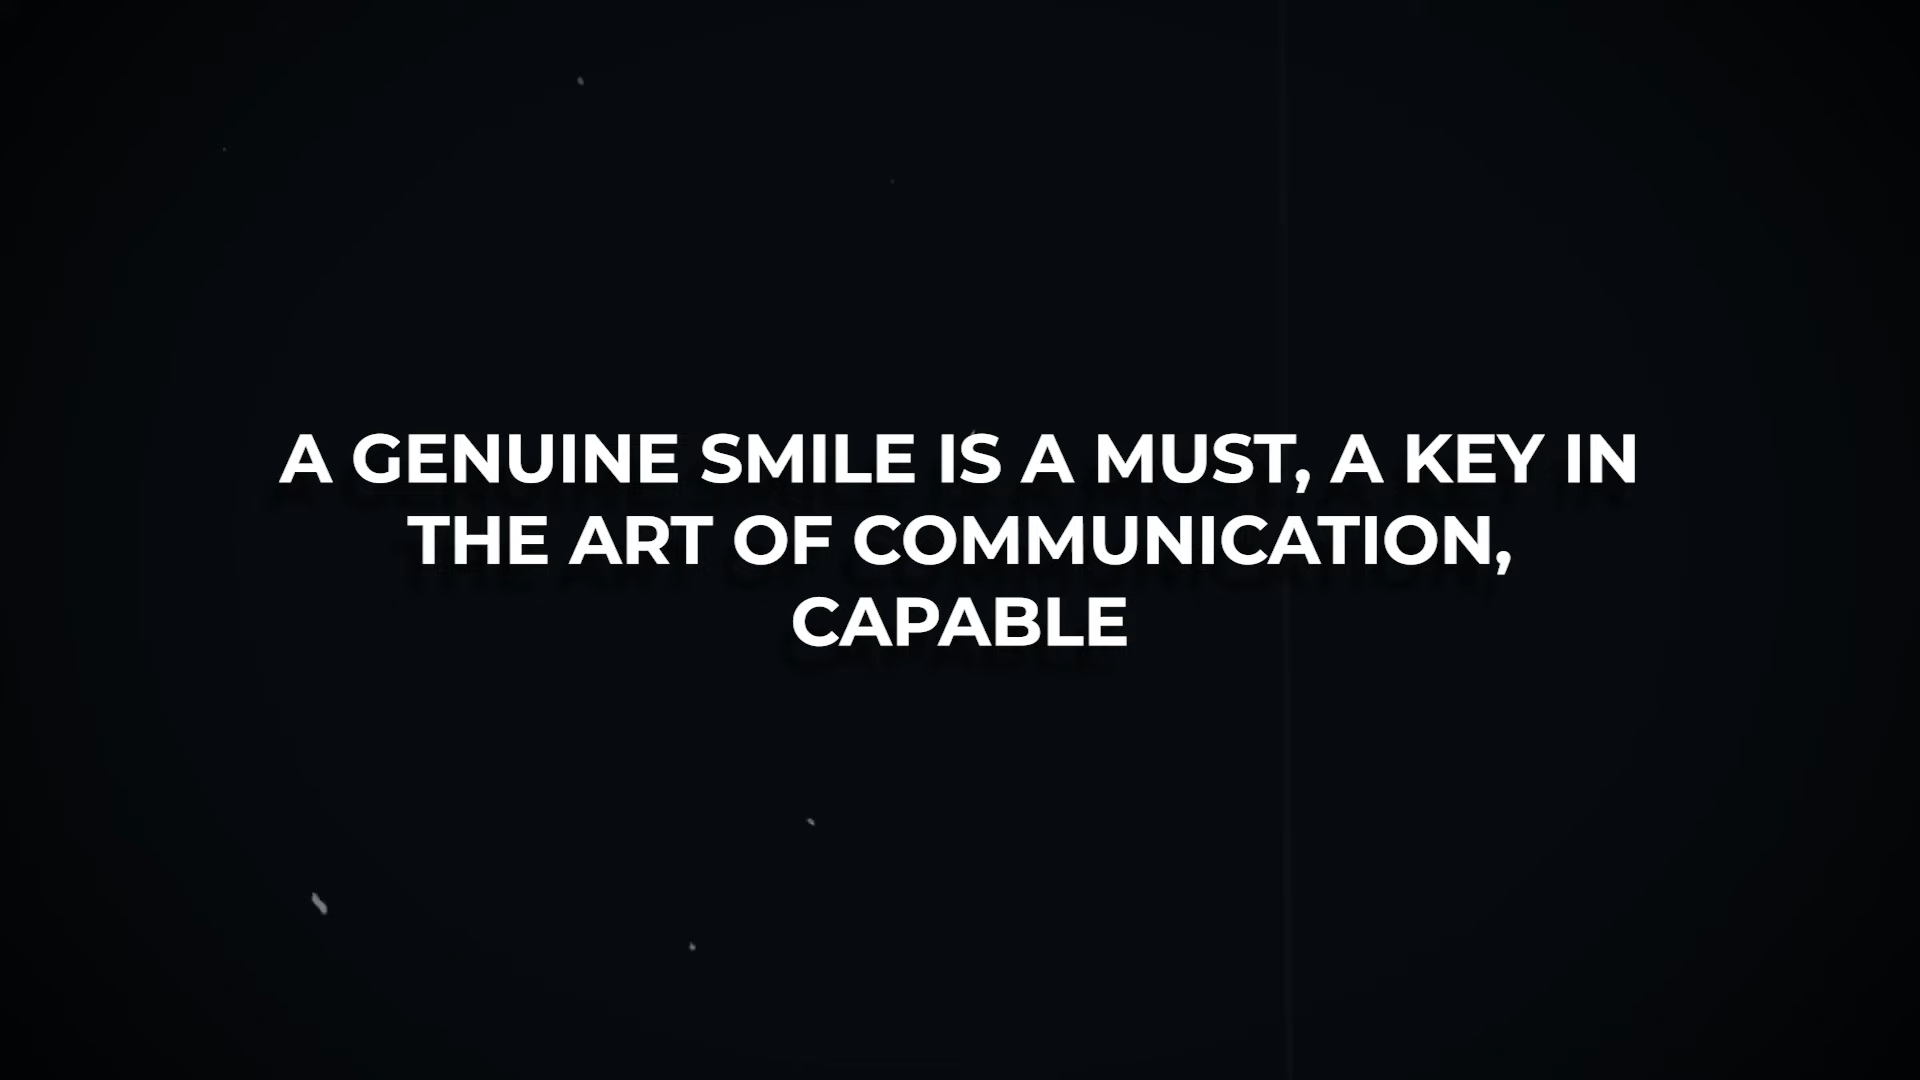 A GENUINE SMILE IS A MUST, A KEY IN
THE ART OF COMMUNICATION,
CAPABLE